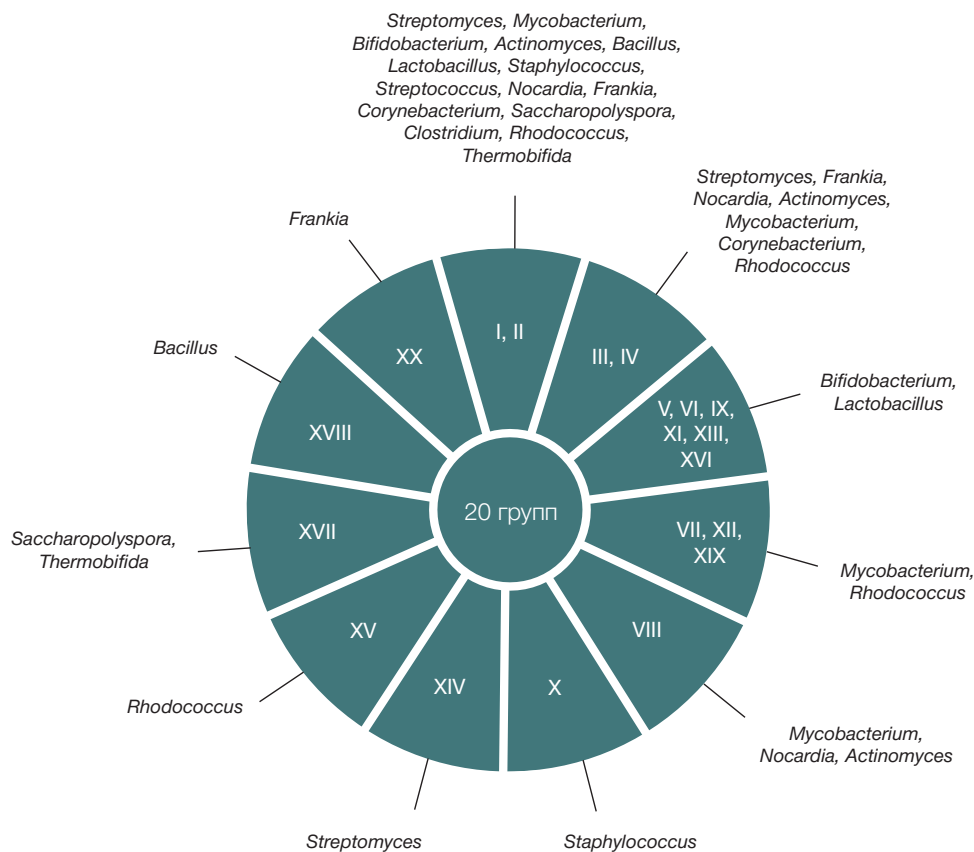 Streptomyces, Mycobacterium,
Bifidobacterium, Actinomyces, Bacillus,
Lactobacillus, Staphylococcus,
Streptococcus, Nocardia, Frankia,
Corynebacterium, Saccharopolyspora,
Clostridium, Rhodococcus,
Thermobifida
Streptomyces, Frankia,
Nocardia, Actinomyces,
Mycobacterium,
Corynebacterium,
Rhodococcus
Frankia
I, II
III, IV
XX
Bacillus
Bifidobacterium,
Lactobacillus
V, VI, IX,
XI, XIII,
XVI
XVIII
20 групп
Saccharopolyspora,
Thermobifida
XVII
VII, XII,
XIX
Mycobacterium,
Rhodococcus
XV
VIII
XIV
X
Rhodococcus
Mycobacterium,
Nocardia, Actinomyces
Streptomyces
Staphylococcus